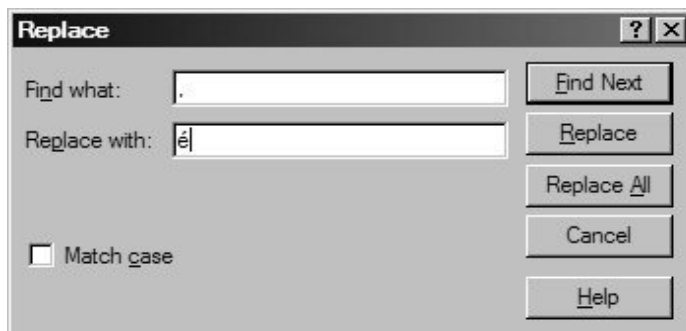 Replace
Find what: ,
Find Next
Replace with: é
Replace
Replace All
Cancel
Match case
Help